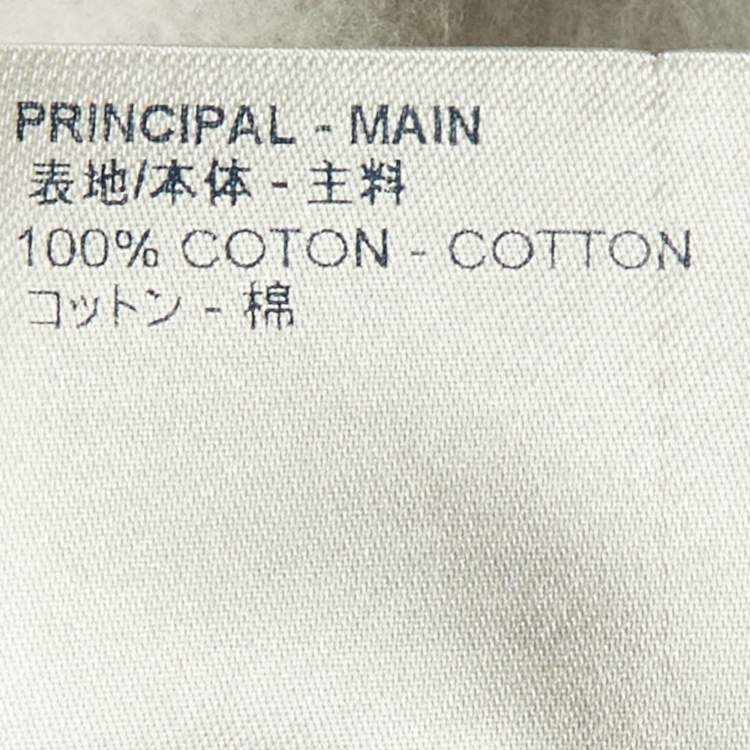 PRINCIPAL - MAIN
表地/本体 - 主料
100% COTON - COTTON
コットン - 棉